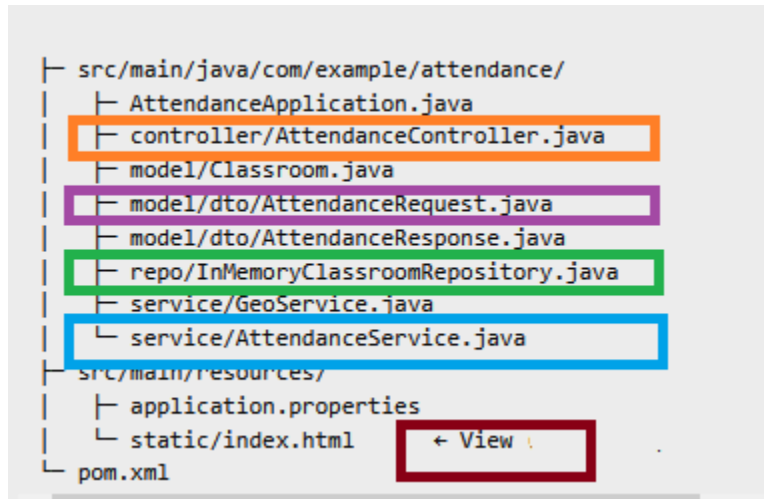 ├─ src/main/java/com/example/attendance/
│  ├─ AttendanceApplication.java
│  ├─ controller/AttendanceController.java
│  ├─ model/Classroom.java
│  ├─ model/dto/AttendanceRequest.java
│  ├─ model/dto/AttendanceResponse.java
│  ├─ repo/InMemoryClassroomRepository.java
│  ├─ service/GeoService.java
│  └─ service/AttendanceService.java
├─ src/main/resources/
│  ├─ application.properties
│  └─ static/index.html ← View
└─ pom.xml